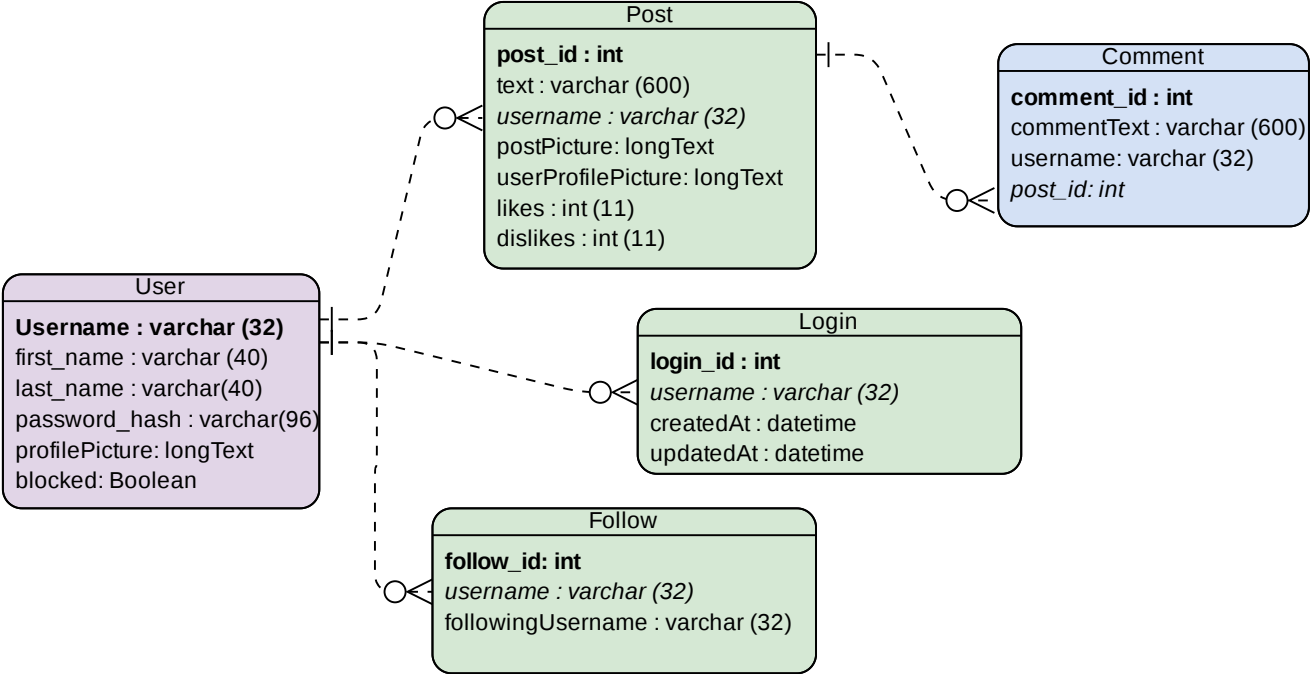 Post
post_id : int
text : varchar (600)
username : varchar (32)
postPicture: longText
userProfilePicture: longText
likes : int (11)
dislikes : int (11)
Comment
comment_id : int
commentText : varchar (600)
username: varchar (32)
post_id: int
User
Username : varchar (32)
first_name : varchar (40)
last_name : varchar(40)
password_hash : varchar(96)
profilePicture: longText
blocked: Boolean
Login
login_id : int
username : varchar (32)
createdAt : datetime
updatedAt : datetime
Follow
follow_id: int
username : varchar (32)
followingUsername : varchar (32)